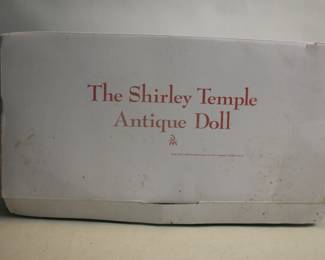 The Shirley Temple
Antique Doll